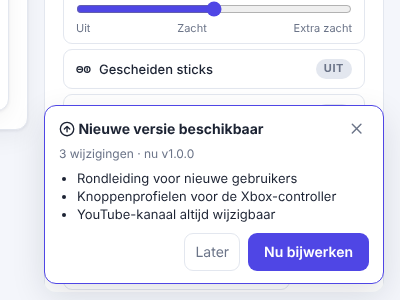 Uit Zacht Extra zacht
Gescheiden sticks UIT
Nieuwe versie beschikbaar
3 wijzigingen · nu v1.0.0
• Rondleiding voor nieuwe gebruikers
• Knoppenprofielen voor de Xbox-controller
• YouTube-kanaal altijd wijzigbaar
Later Nu bijwerken